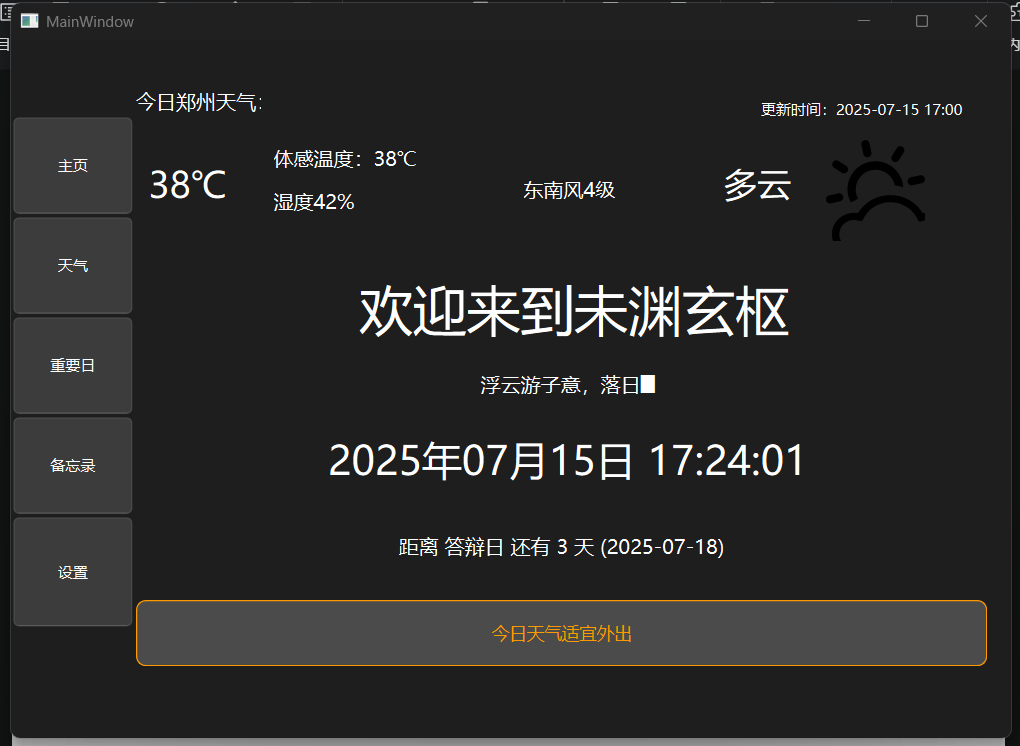 MainWindow
今日郑州天气:
更新时间：2025-07-15 17:00
主页
38℃
体感温度：38℃
湿度42%
东南风4级
多云
天气
欢迎来到未渊玄枢
重要日
浮云游子意，落日
2025年07月15日 17:24:01
备忘录
距离 答辩日 还有 3 天 (2025-07-18)
设置
今日天气适宜外出